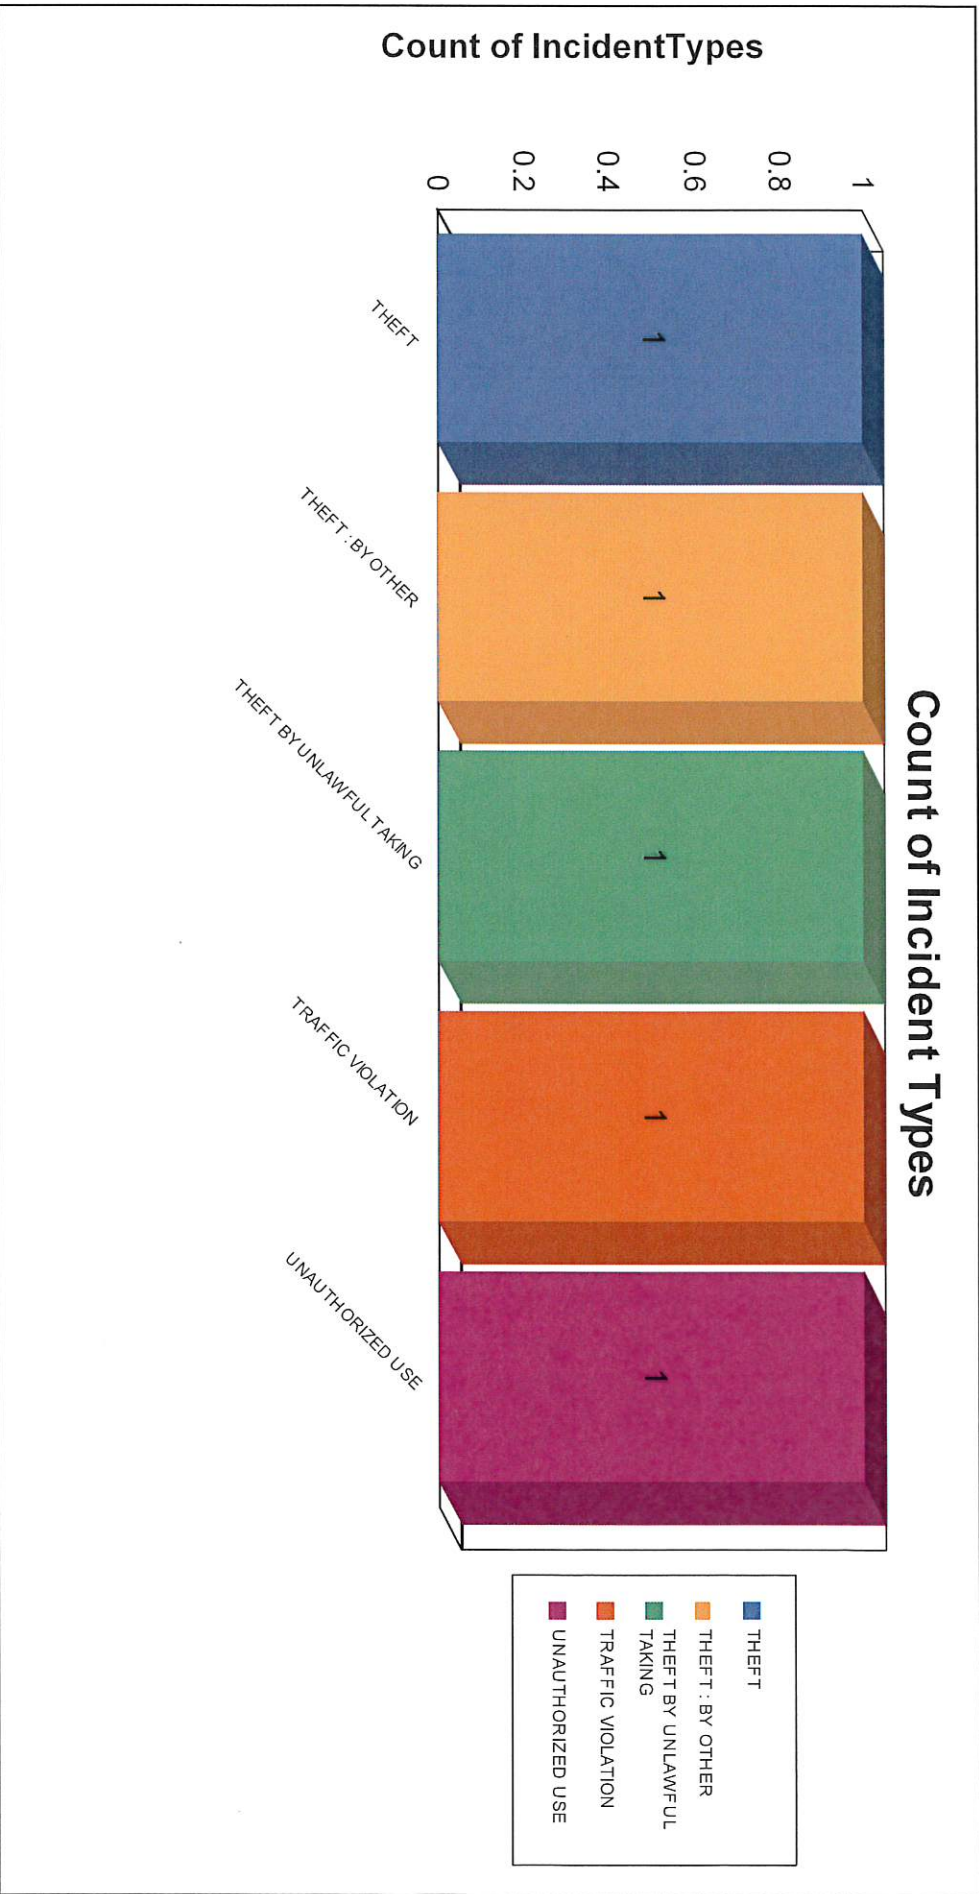 Count of Incident Types
Count of IncidentTypes
1
0.8
0.6
0.4
0.2
0
1
1
1
1
1
THEFT
THEFT : BY OTHER
THEFT BY UNLAWFUL TAKING
TRAFFIC VIOLATION
UNAUTHORIZED USE
THEFT
THEFT : BY OTHER
THEFT BY UNLAWFUL
TAKING
TRAFFIC VIOLATION
UNAUTHORIZED USE